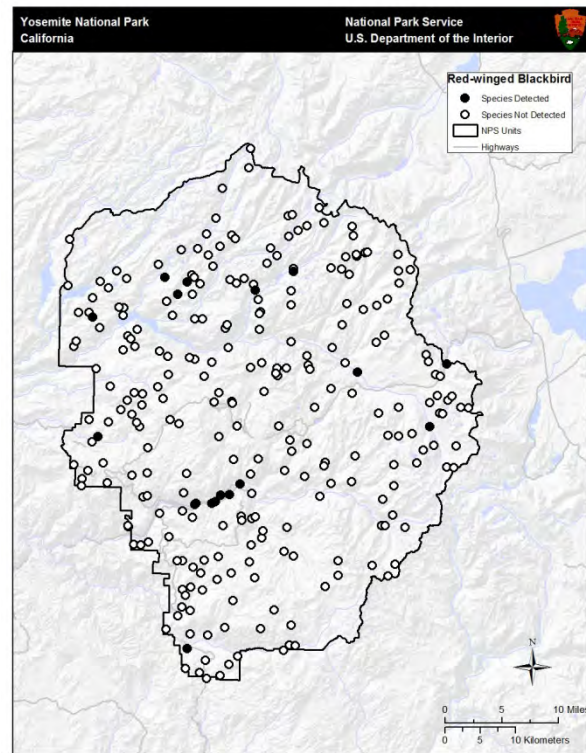 Yosemite National Park
California
National Park Service
U.S. Department of the Interior
Red-winged Blackbird
Species Detected
Species Not Detected
NPS Units
Highways
N
0 5 10 Miles
0 5 10 Kilometers